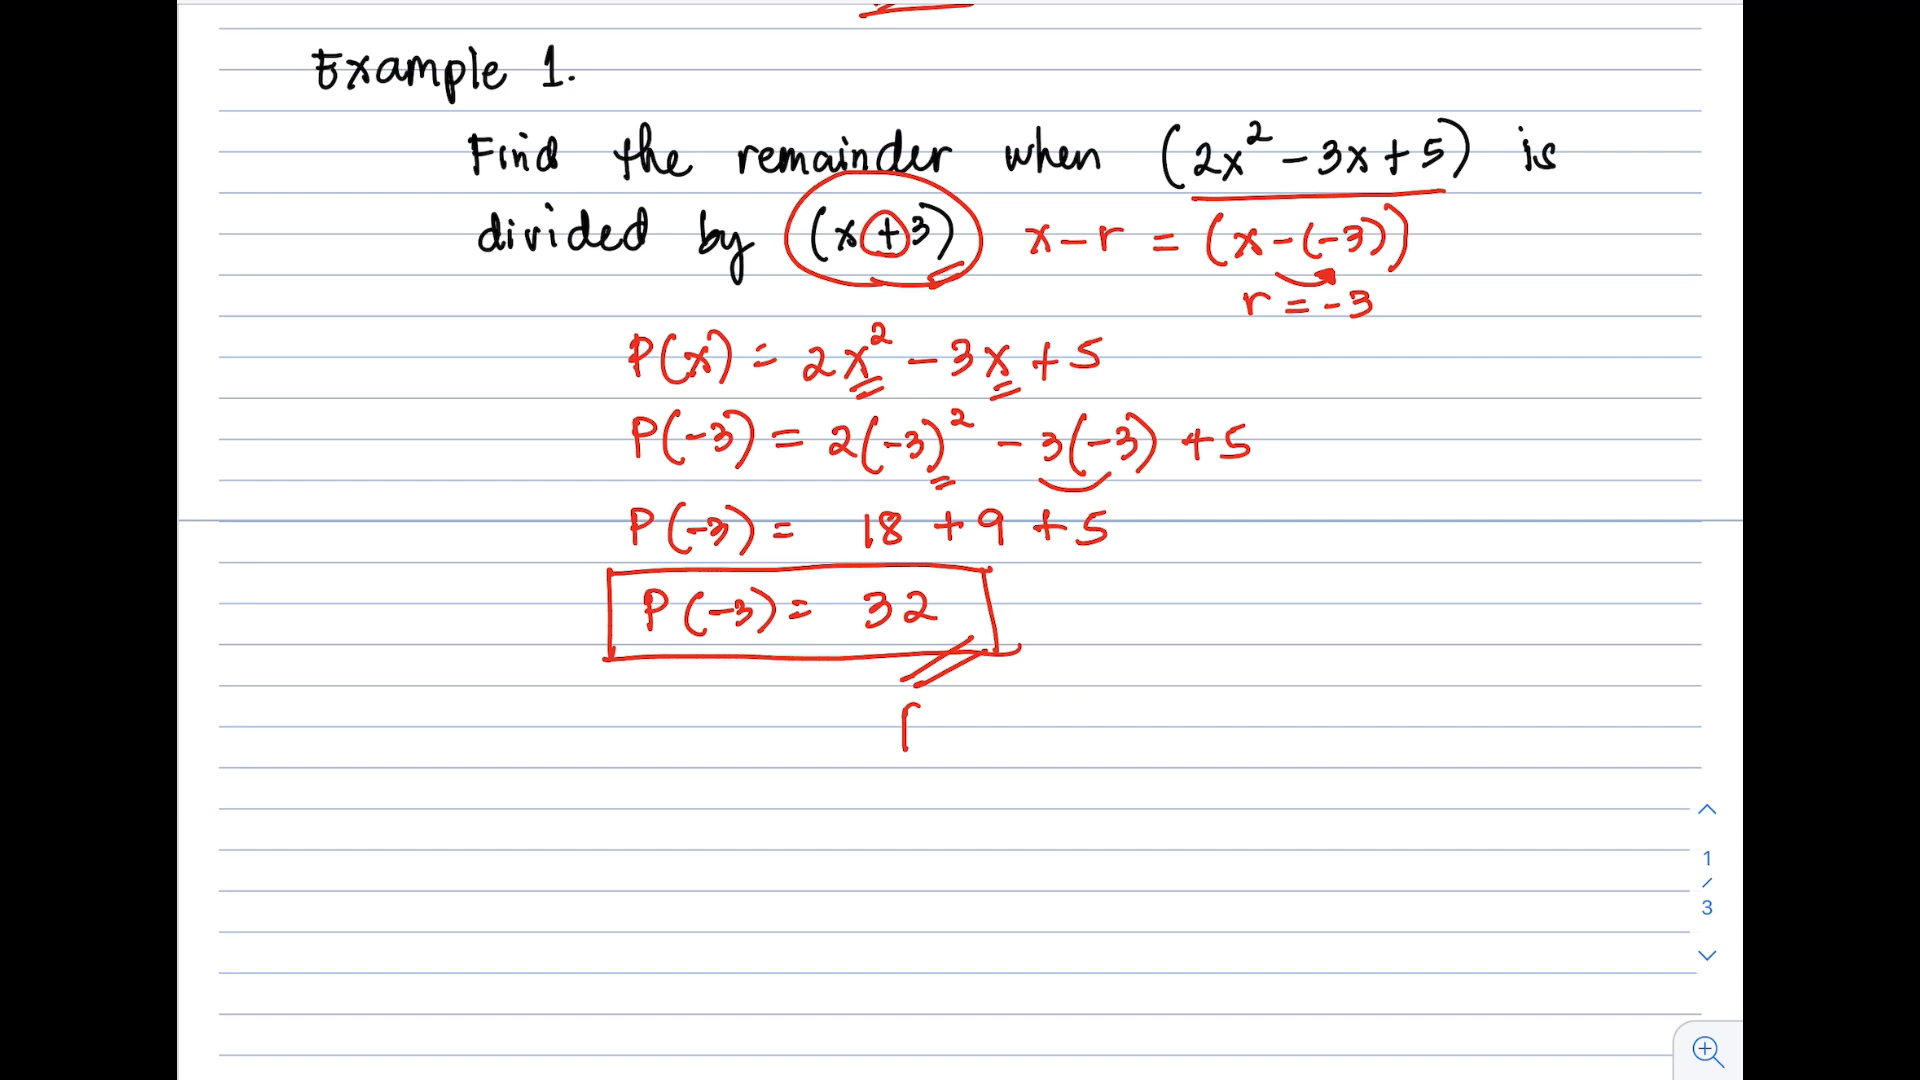 Example 1.
Find the remainder when (2x² - 3x + 5) is
divided by (x + 3) x - r = (x - (-3))
r = -3
P(x) = 2x² - 3x + 5
P(-3) = 2(-3)² - 3(-3) + 5
P(-3) = 18 + 9 + 5
P(-3) = 32
r
1
/
3